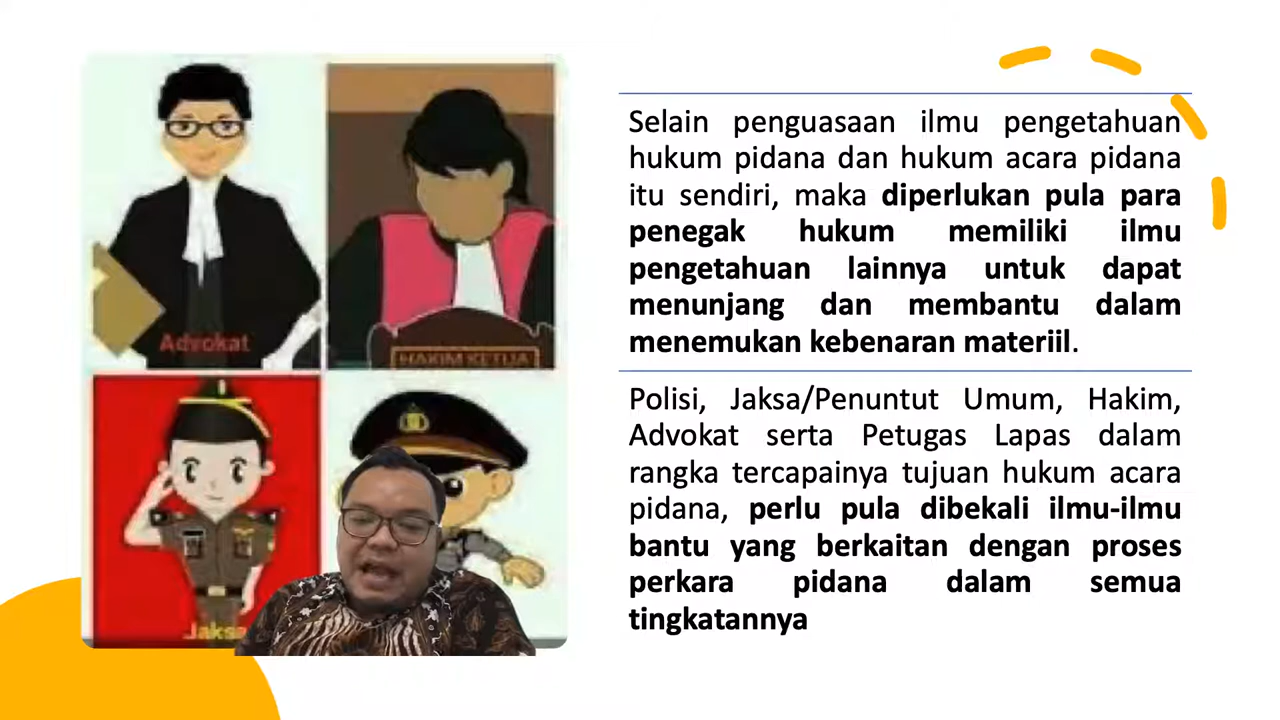 Advokat
HAKIM KETUA
Jaksa
Selain penguasaan ilmu pengetahuan
hukum pidana dan hukum acara pidana
itu sendiri, maka diperlukan pula para
penegak hukum memiliki ilmu
pengetahuan lainnya untuk dapat
menunjang dan membantu dalam
menemukan kebenaran materiil.
Polisi, Jaksa/Penuntut Umum, Hakim,
Advokat serta Petugas Lapas dalam
rangka tercapainya tujuan hukum acara
pidana, perlu pula dibekali ilmu-ilmu
bantu yang berkaitan dengan proses
perkara pidana dalam semua
tingkatannya